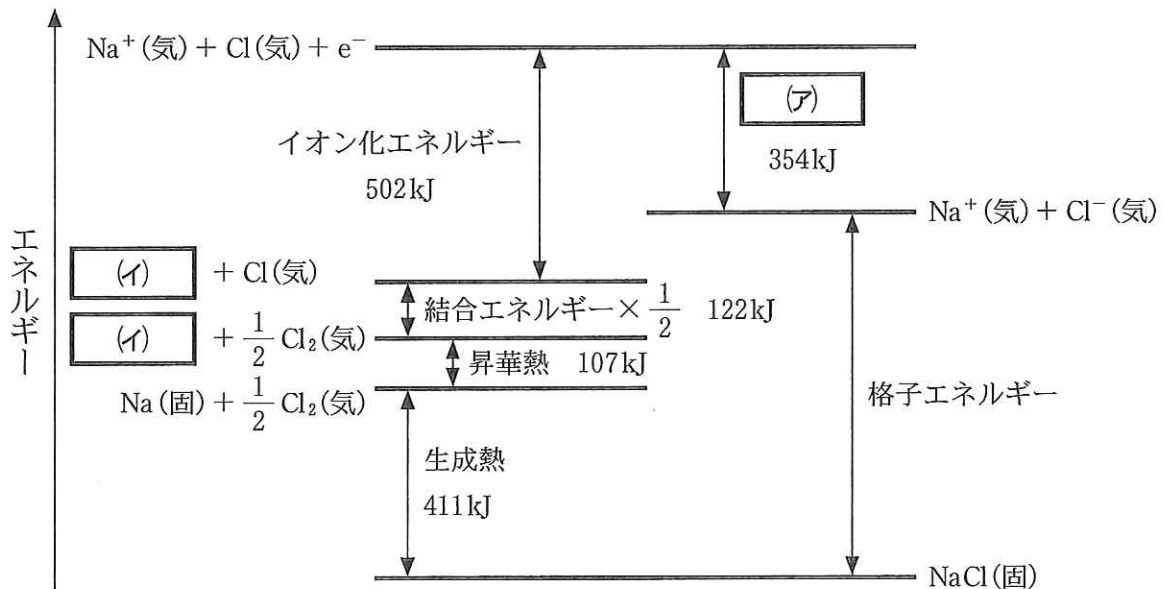 Na⁺(気) + Cl(気) + e⁻
(ア)
イオン化エネルギー
354kJ
502kJ
Na⁺(気) + Cl⁻(気)
エネルギー
(イ) + Cl(気)
結合エネルギー× 1/2 122kJ
(イ) + 1/2 Cl₂(気)
昇華熱 107kJ
Na(固) + 1/2 Cl₂(気)
格子エネルギー
生成熱
411kJ
NaCl(固)